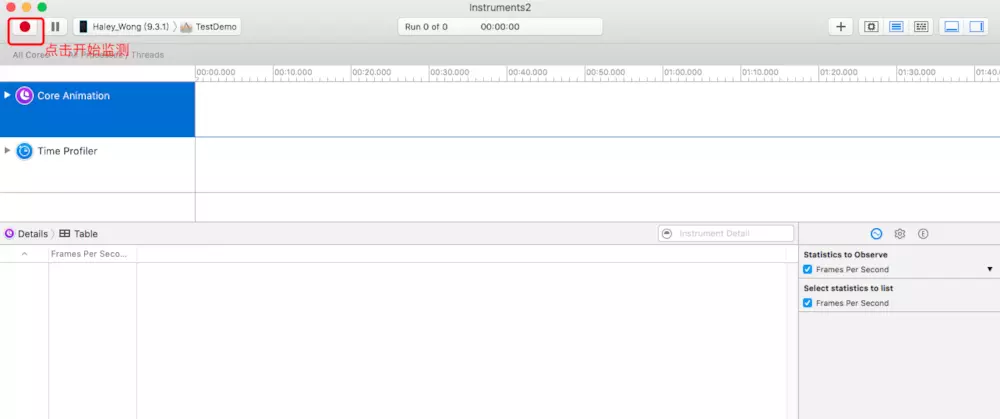 Instruments2
Haley_Wong (9.3.1) 〉 TestDemo
Run 0 of 0 00:00:00
点击开始监测
All Cores All Processes / Threads
00:00.000 00:10.000 00:20.000 00:30.000 00:40.000 00:50.000 01:00.000 01:10.000 01:20.000 01:30.000 01:40.
Core Animation
Time Profiler
Details 〉 Table
Instrument Detail
E
Frames Per Seco...
Statistics to Observe
Frames Per Second
Select statistics to list
Frames Per Second